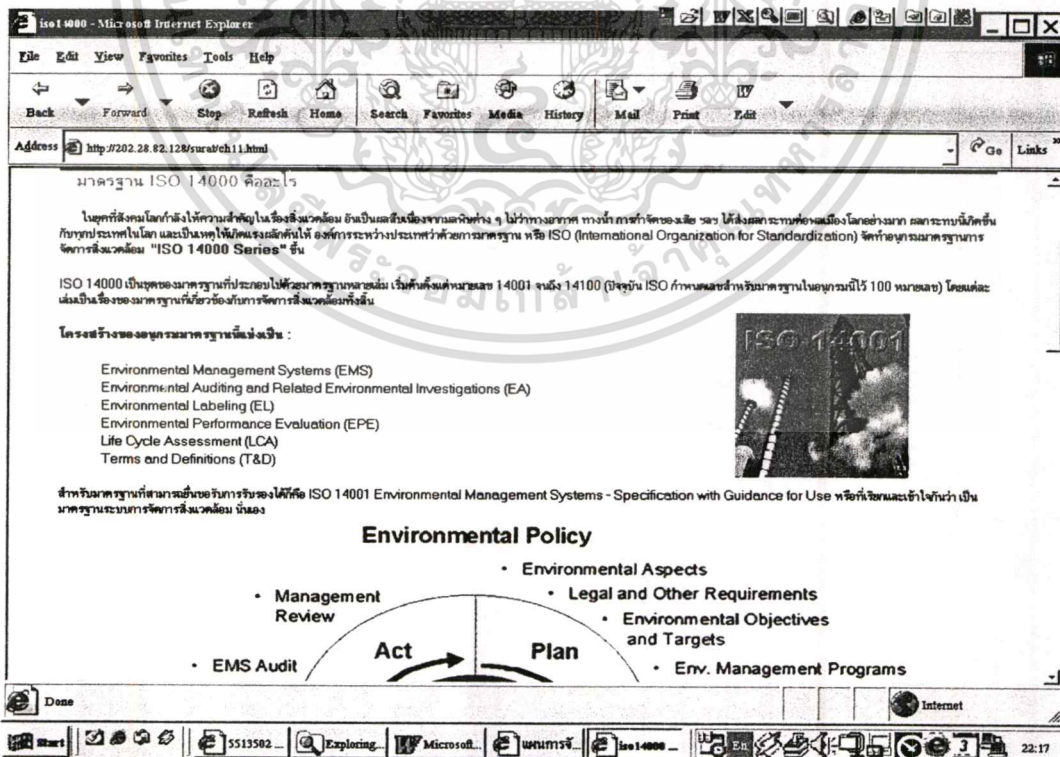 iso14000 - Microsoft Internet Explorer
File Edit View Favorites Tools Help
Back Forward Stop Refresh Home Search Favorites Media History Mail Print Edit
Address http://202.28.82.128/surat/ch11.html Go Links
มาตรฐาน ISO 14000 คืออะไร
ในยุคที่สังคมโลกกำลังให้ความสำคัญในเรื่องสิ่งแวดล้อม อันเป็นผลสืบเนื่องจากมลพิษต่าง ๆ ไม่ว่าทางอากาศ ทางน้ำ การกำจัดของเสีย ฯลฯ ได้ส่งผลกระทบต่อพลเมืองโลกอย่างมาก ผลกระทบนี้เกิดขึ้น
กับทุกประเทศในโลก และเป็นเหตุให้เกิดแรงผลักดันให้ องค์การระหว่างประเทศว่าด้วยการมาตรฐาน หรือ ISO (International Organization for Standardization) จัดทำอนุกรมมาตรฐานการ
จัดการสิ่งแวดล้อม "ISO 14000 Series" ขึ้น
ISO 14000 เป็นชุดของมาตรฐานที่ประกอบไปด้วยมาตรฐานหลายเล่ม เริ่มต้นตั้งแต่หมายเลข 14001 จนถึง 14100 (ปัจจุบัน ISO กำหนดเลขสำหรับมาตรฐานในอนุกรมนี้ไว้ 100 หมายเลข) โดยแต่ละ
เล่มเป็นเรื่องของมาตรฐานที่เกี่ยวข้องกับการจัดการสิ่งแวดล้อมทั้งสิ้น
โครงสร้างของอนุกรมมาตรฐานนี้แบ่งเป็น :
ISO 14001
Environmental Management Systems (EMS)
Environmental Auditing and Related Environmental Investigations (EA)
Environmental Labeling (EL)
Environmental Performance Evaluation (EPE)
Life Cycle Assessment (LCA)
Terms and Definitions (T&D)
สำหรับมาตรฐานที่สามารถยื่นขอรับการรับรองได้ก็คือ ISO 14001 Environmental Management Systems - Specification with Guidance for Use หรือที่เรียกและเข้าใจกันว่า เป็น
มาตรฐานระบบการจัดการสิ่งแวดล้อม นั่นเอง
Environmental Policy
• Environmental Aspects
• Legal and Other Requirements
• Environmental Objectives
and Targets
• Env. Management Programs
• Management
Review
• EMS Audit
Act Plan
Done Internet
Start 5513502 ... Exploring... Microsoft... แผนการจั... iso14000 ... En 3 22:17